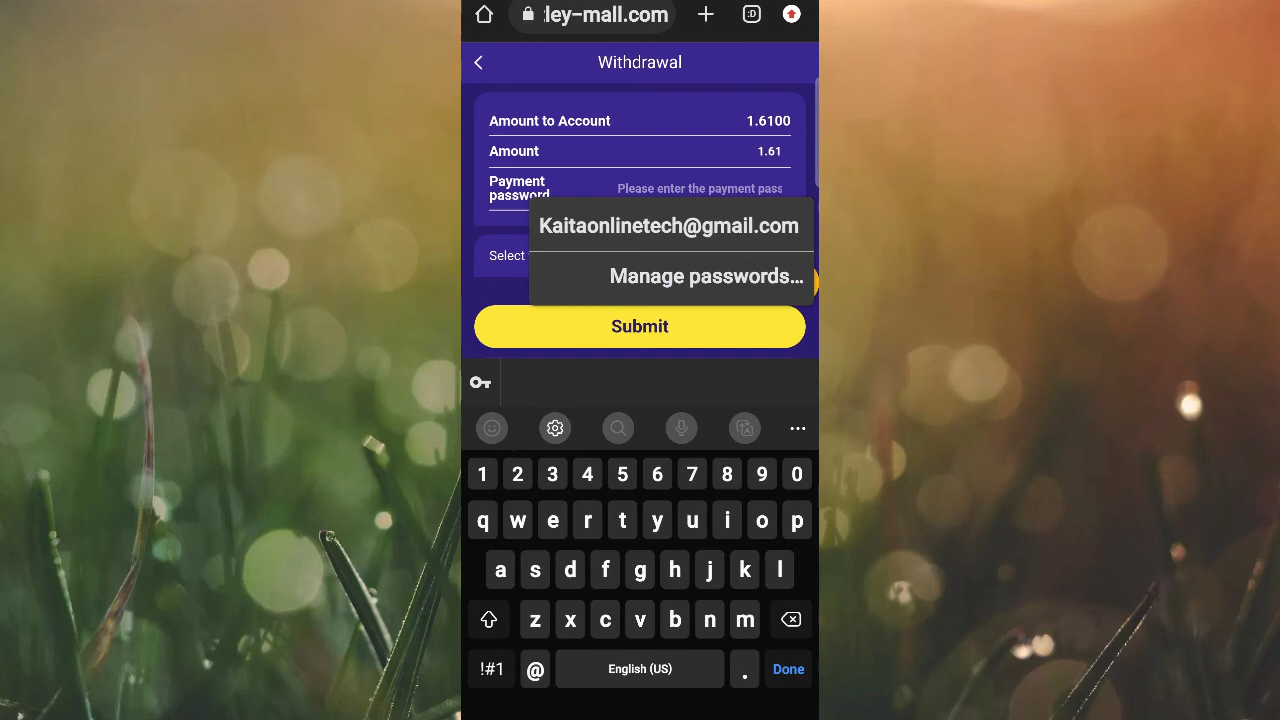 :ley-mall.com
:D
Withdrawal
Amount to Account 1.6100
Amount 1.61
Payment password Please enter the payment pass
Kaitaonlinetech@gmail.com
Select
Manage passwords...
Submit
1 2 3 4 5 6 7 8 9 0
q w e r t y u i o p
a s d f g h j k l
z x c v b n m
!#1 @ English (US) . Done